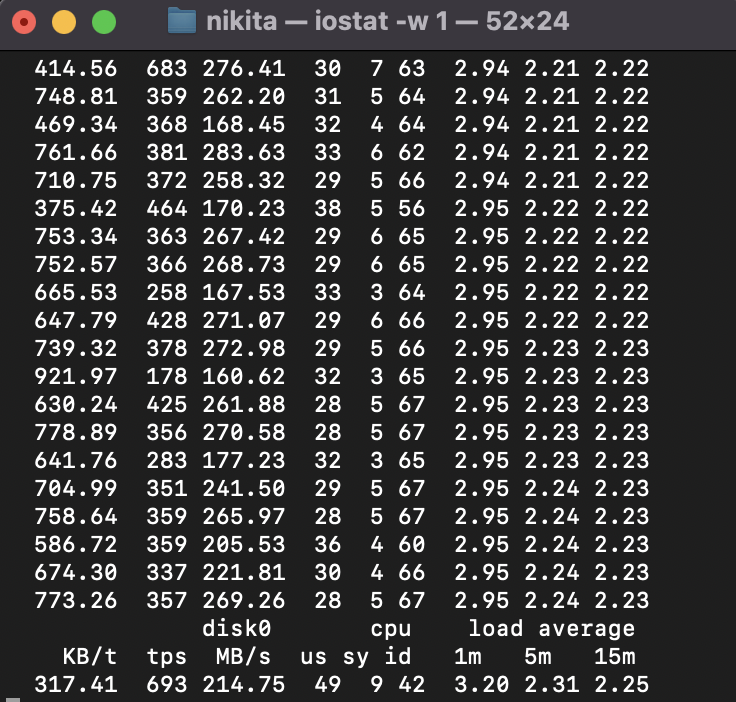 nikita — iostat -w 1 — 52×24
414.56 683 276.41 30 7 63 2.94 2.21 2.22
748.81 359 262.20 31 5 64 2.94 2.21 2.22
469.34 368 168.45 32 4 64 2.94 2.21 2.22
761.66 381 283.63 33 6 62 2.94 2.21 2.22
710.75 372 258.32 29 5 66 2.94 2.21 2.22
375.42 464 170.23 38 5 56 2.95 2.22 2.22
753.34 363 267.42 29 6 65 2.95 2.22 2.22
752.57 366 268.73 29 6 65 2.95 2.22 2.22
665.53 258 167.53 33 3 64 2.95 2.22 2.22
647.79 428 271.07 29 6 66 2.95 2.22 2.22
739.32 378 272.98 29 5 66 2.95 2.23 2.23
921.97 178 160.62 32 3 65 2.95 2.23 2.23
630.24 425 261.88 28 5 67 2.95 2.23 2.23
778.89 356 270.58 28 5 67 2.95 2.23 2.23
641.76 283 177.23 32 3 65 2.95 2.23 2.23
704.99 351 241.50 29 5 67 2.95 2.24 2.23
758.64 359 265.97 28 5 67 2.95 2.24 2.23
586.72 359 205.53 36 4 60 2.95 2.24 2.23
674.30 337 221.81 30 4 66 2.95 2.24 2.23
773.26 357 269.26 28 5 67 2.95 2.24 2.23
disk0 cpu load average
KB/t tps MB/s us sy id 1m 5m 15m
317.41 693 214.75 49 9 42 3.20 2.31 2.25